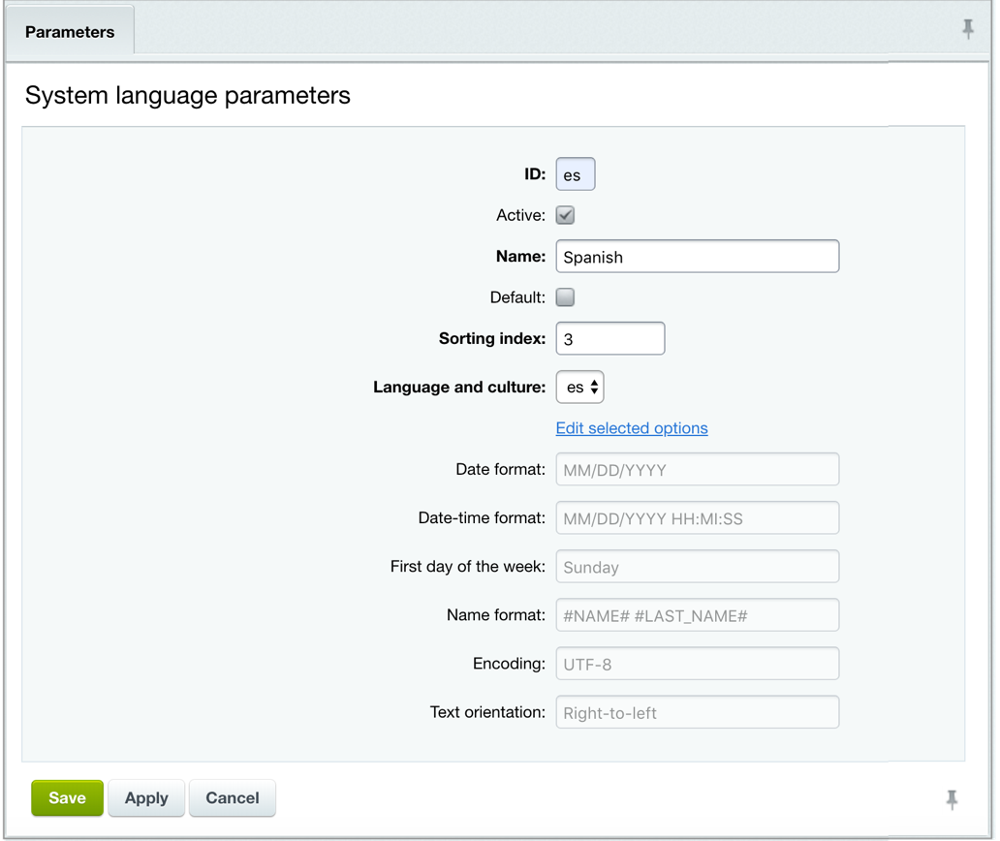 Parameters
System language parameters
ID: es
Active:
Name: Spanish
Default:
Sorting index: 3
Language and culture: es
Edit selected options
Date format: MM/DD/YYYY
Date-time format: MM/DD/YYYY HH:MI:SS
First day of the week: Sunday
Name format: #NAME# #LAST_NAME#
Encoding: UTF-8
Text orientation: Right-to-left
Save Apply Cancel